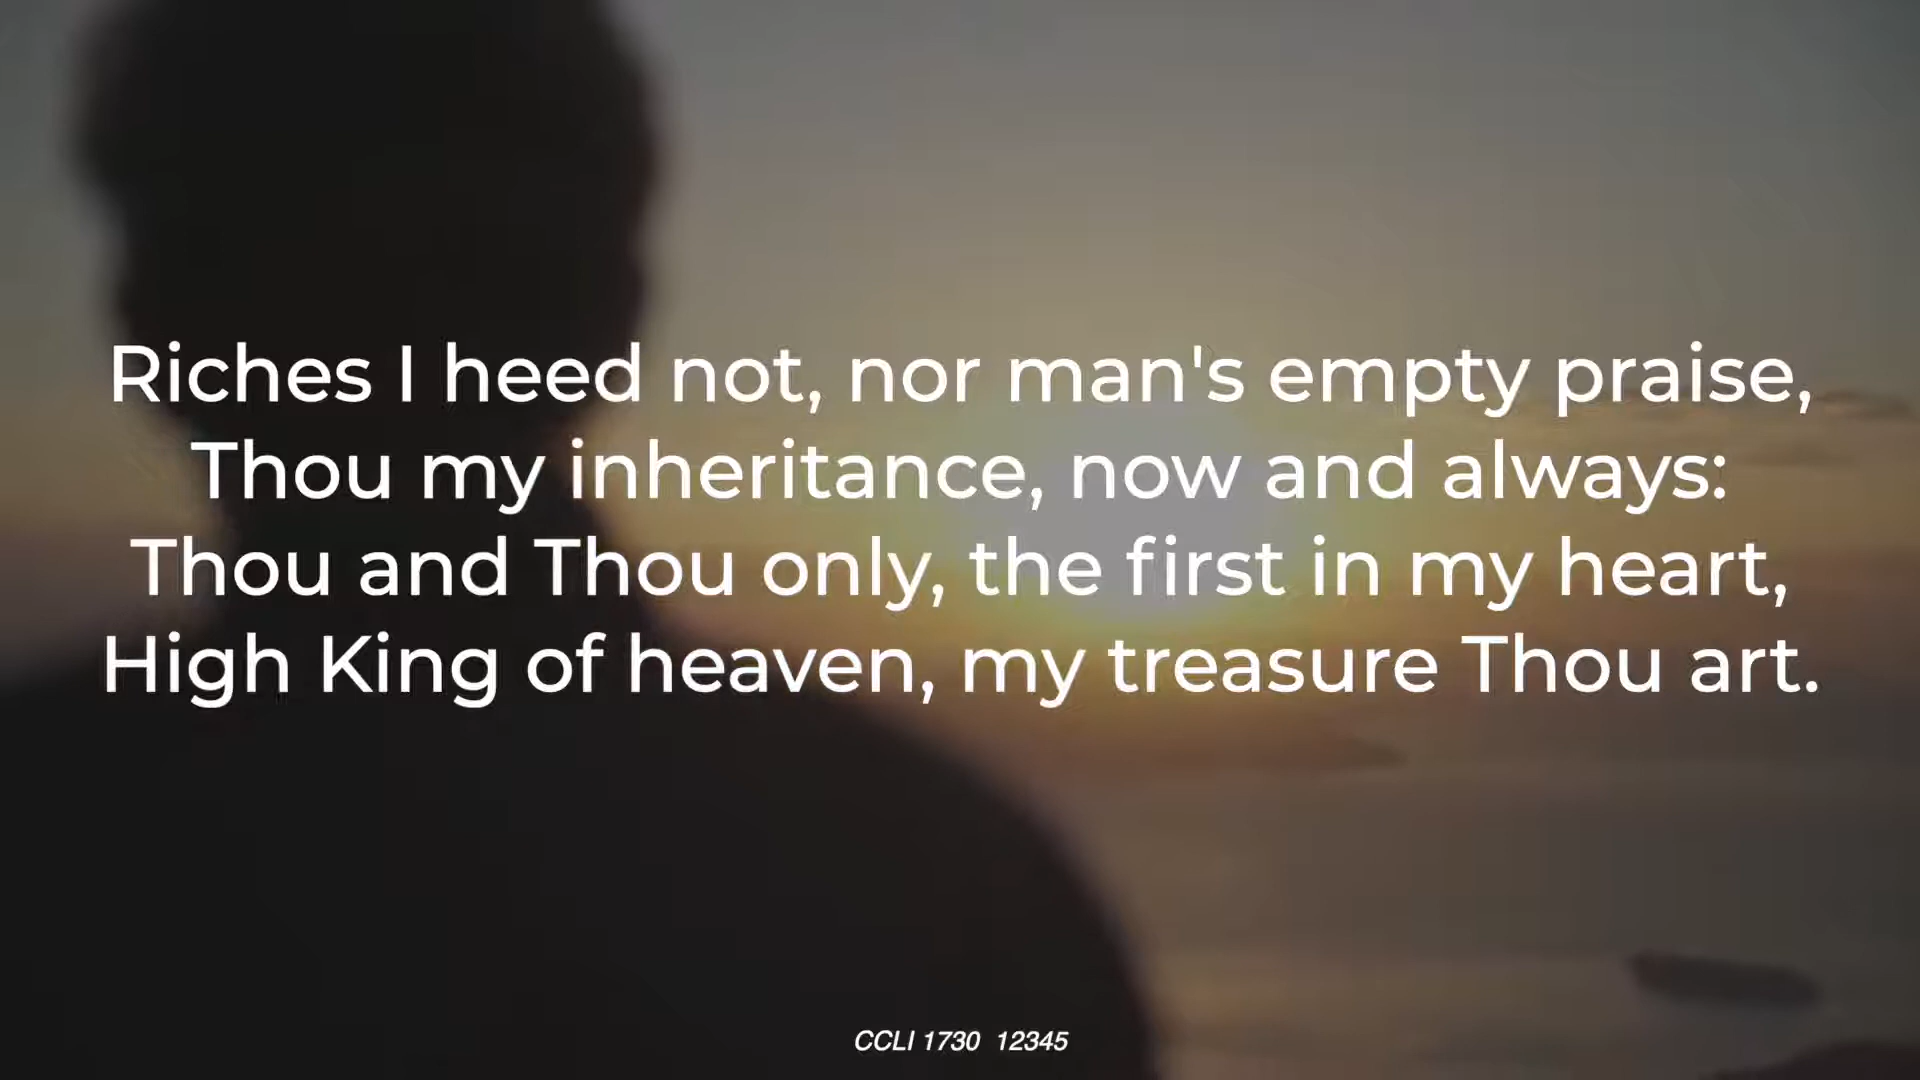 Riches I heed not, nor man's empty praise,
Thou my inheritance, now and always:
Thou and Thou only, the first in my heart,
High King of heaven, my treasure Thou art.
CCLI 1730  12345